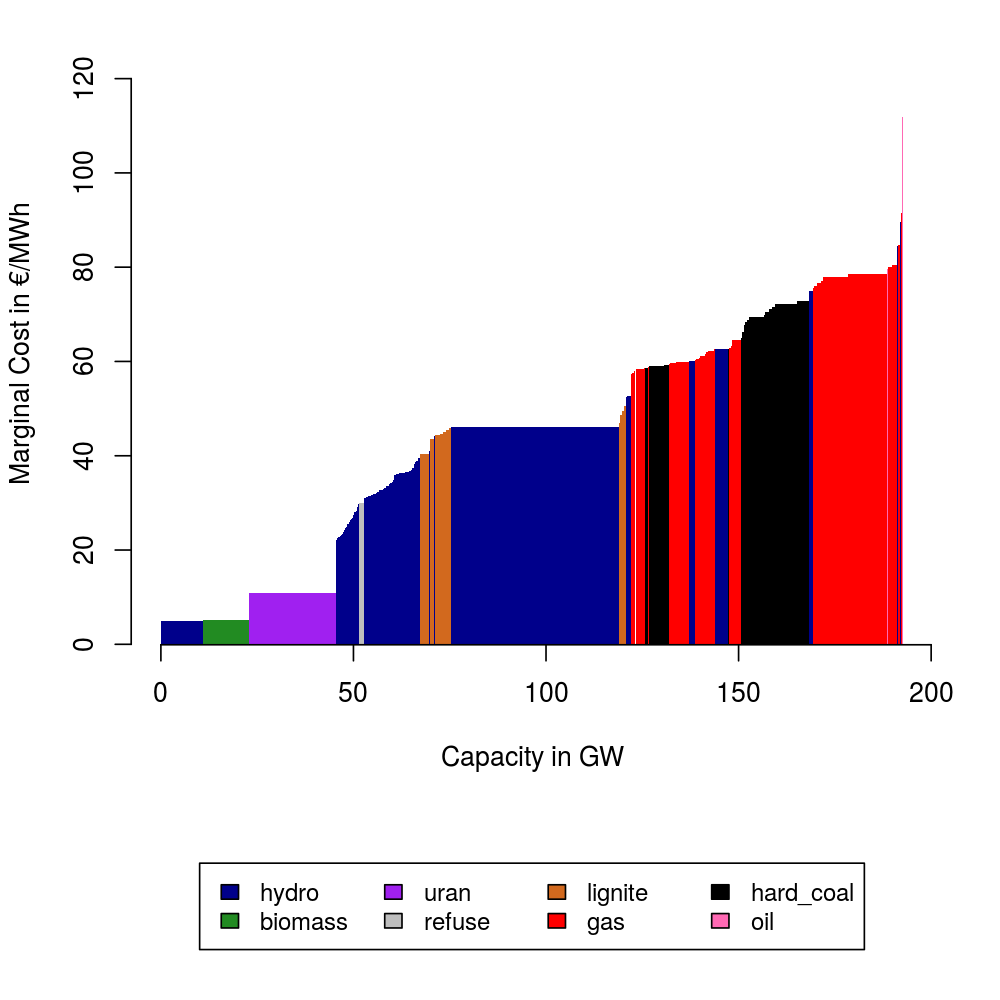 Marginal Cost in €/MWh
120
100
80
60
40
20
0
0 50 100 150 200
Capacity in GW
hydro uran lignite hard_coal
biomass refuse gas oil